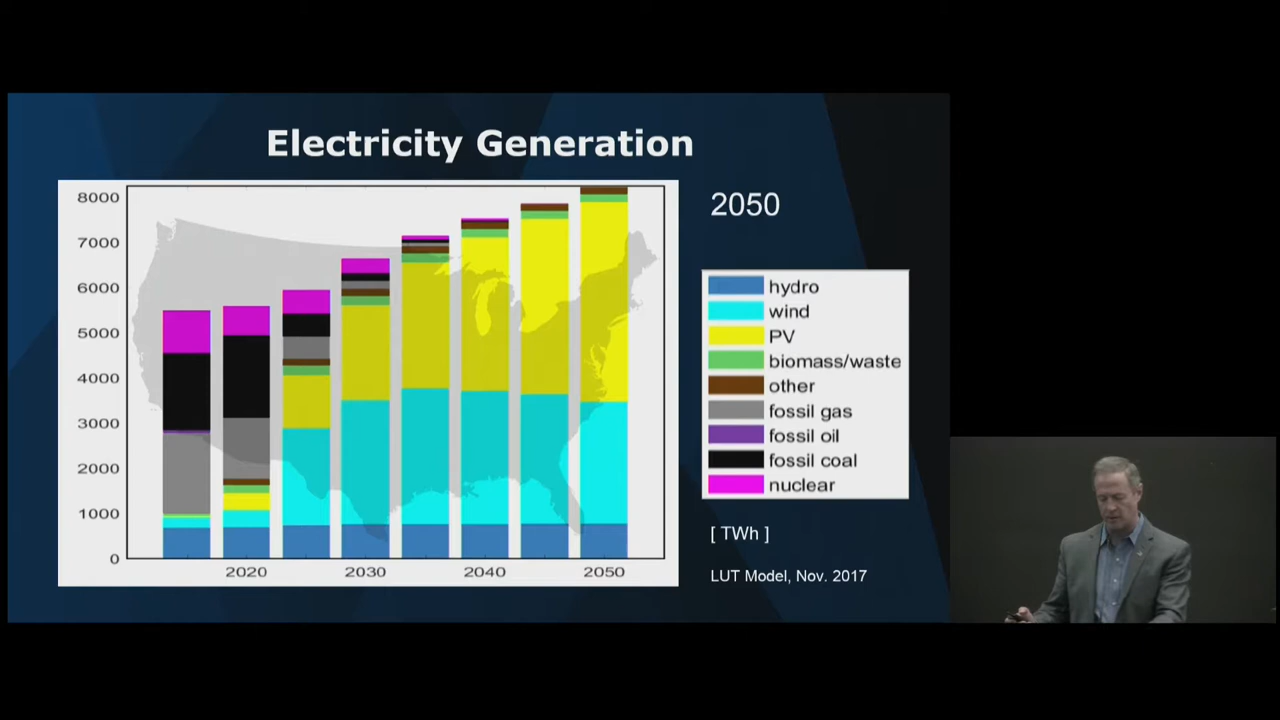 Electricity Generation
8000
7000
6000
5000
4000
3000
2000
1000
0
2020
2030
2040
2050
2050
hydro
wind
PV
biomass/waste
other
fossil gas
fossil oil
fossil coal
nuclear
[ TWh ]
LUT Model, Nov. 2017